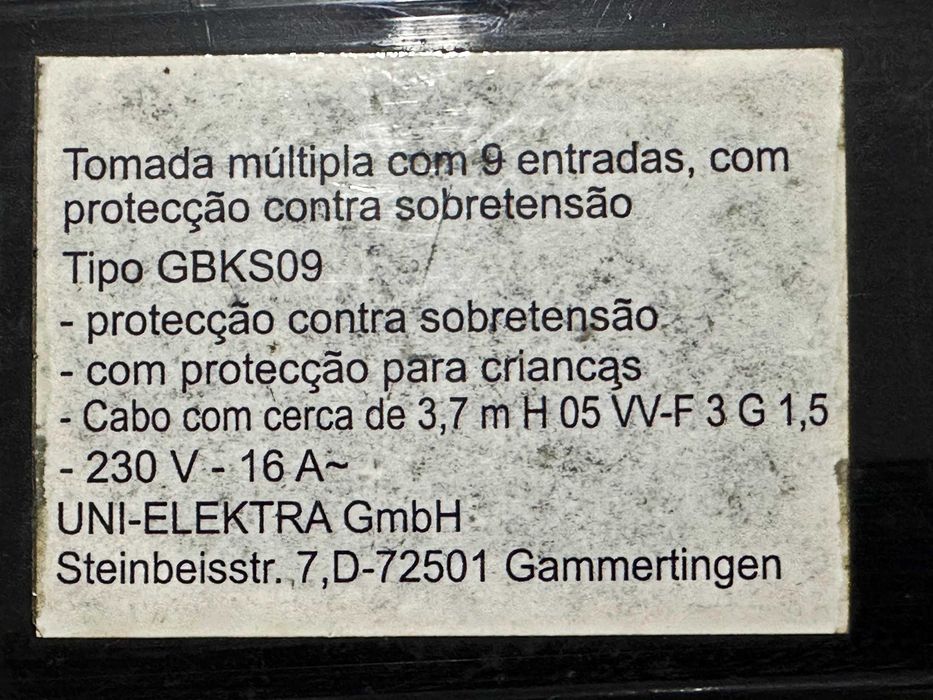 Tomada múltipla com 9 entradas, com
protecção contra sobretensão
Tipo GBKS09
- protecção contra sobretensão
- com protecção para criancąs
- Cabo com cerca de 3,7 m H 05 VV-F 3 G 1,5
- 230 V - 16 A~
UNI-ELEKTRA GmbH
Steinbeisstr. 7,D-72501 Gammertingen